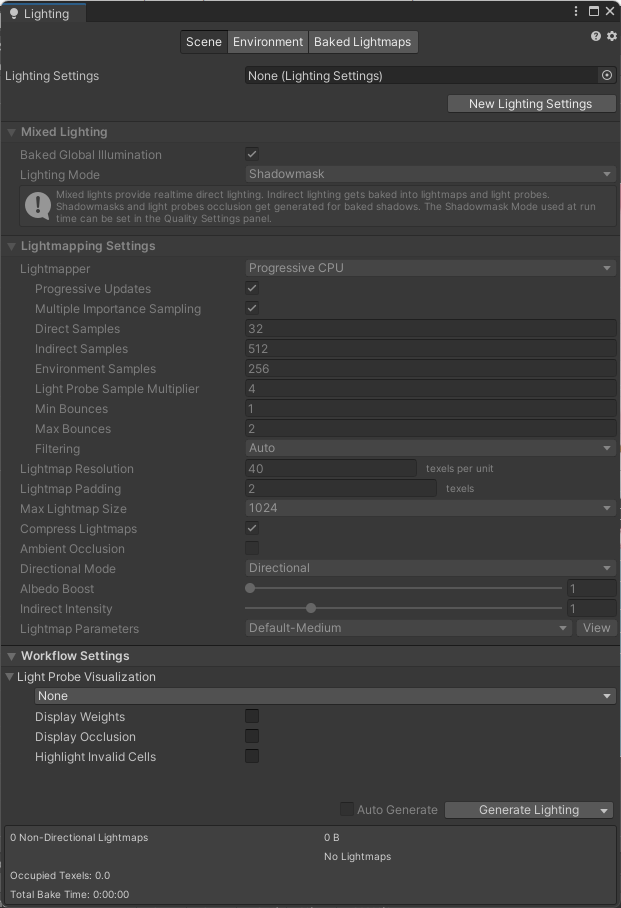 Lighting
Scene Environment Baked Lightmaps
Lighting Settings None (Lighting Settings)
New Lighting Settings
Mixed Lighting
Baked Global Illumination
Lighting Mode Shadowmask
Mixed lights provide realtime direct lighting. Indirect lighting gets baked into lightmaps and light probes.
Shadowmasks and light probes occlusion get generated for baked shadows. The Shadowmask Mode used at run
time can be set in the Quality Settings panel.
Lightmapping Settings
Lightmapper Progressive CPU
Progressive Updates
Multiple Importance Sampling
Direct Samples 32
Indirect Samples 512
Environment Samples 256
Light Probe Sample Multiplier 4
Min Bounces 1
Max Bounces 2
Filtering Auto
Lightmap Resolution 40 texels per unit
Lightmap Padding 2 texels
Max Lightmap Size 1024
Compress Lightmaps
Ambient Occlusion
Directional Mode Directional
Albedo Boost 1
Indirect Intensity 1
Lightmap Parameters Default-Medium View
Workflow Settings
Light Probe Visualization
None
Display Weights
Display Occlusion
Highlight Invalid Cells
Auto Generate Generate Lighting
0 Non-Directional Lightmaps 0 B
No Lightmaps
Occupied Texels: 0.0
Total Bake Time: 0:00:00